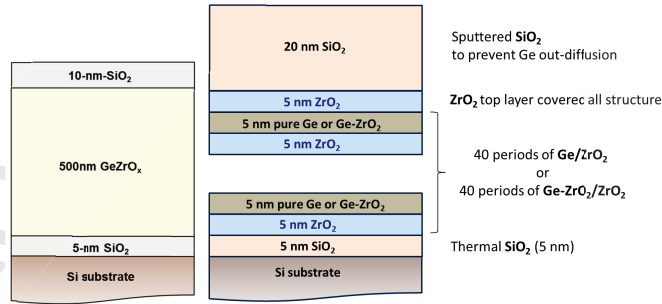 10-nm-SiO₂
500nm GeZrOₓ
5-nm SiO₂
Si substrate
20 nm SiO₂
5 nm ZrO₂
5 nm pure Ge or Ge-ZrO₂
5 nm ZrO₂
5 nm pure Ge or Ge-ZrO₂
5 nm ZrO₂
5 nm SiO₂
Si substrate
Sputtered SiO₂
to prevent Ge out-diffusion
ZrO₂ top layer coverec all structure
40 periods of Ge/ZrO₂
or
40 periods of Ge-ZrO₂/ZrO₂
Thermal SiO₂ (5 nm)